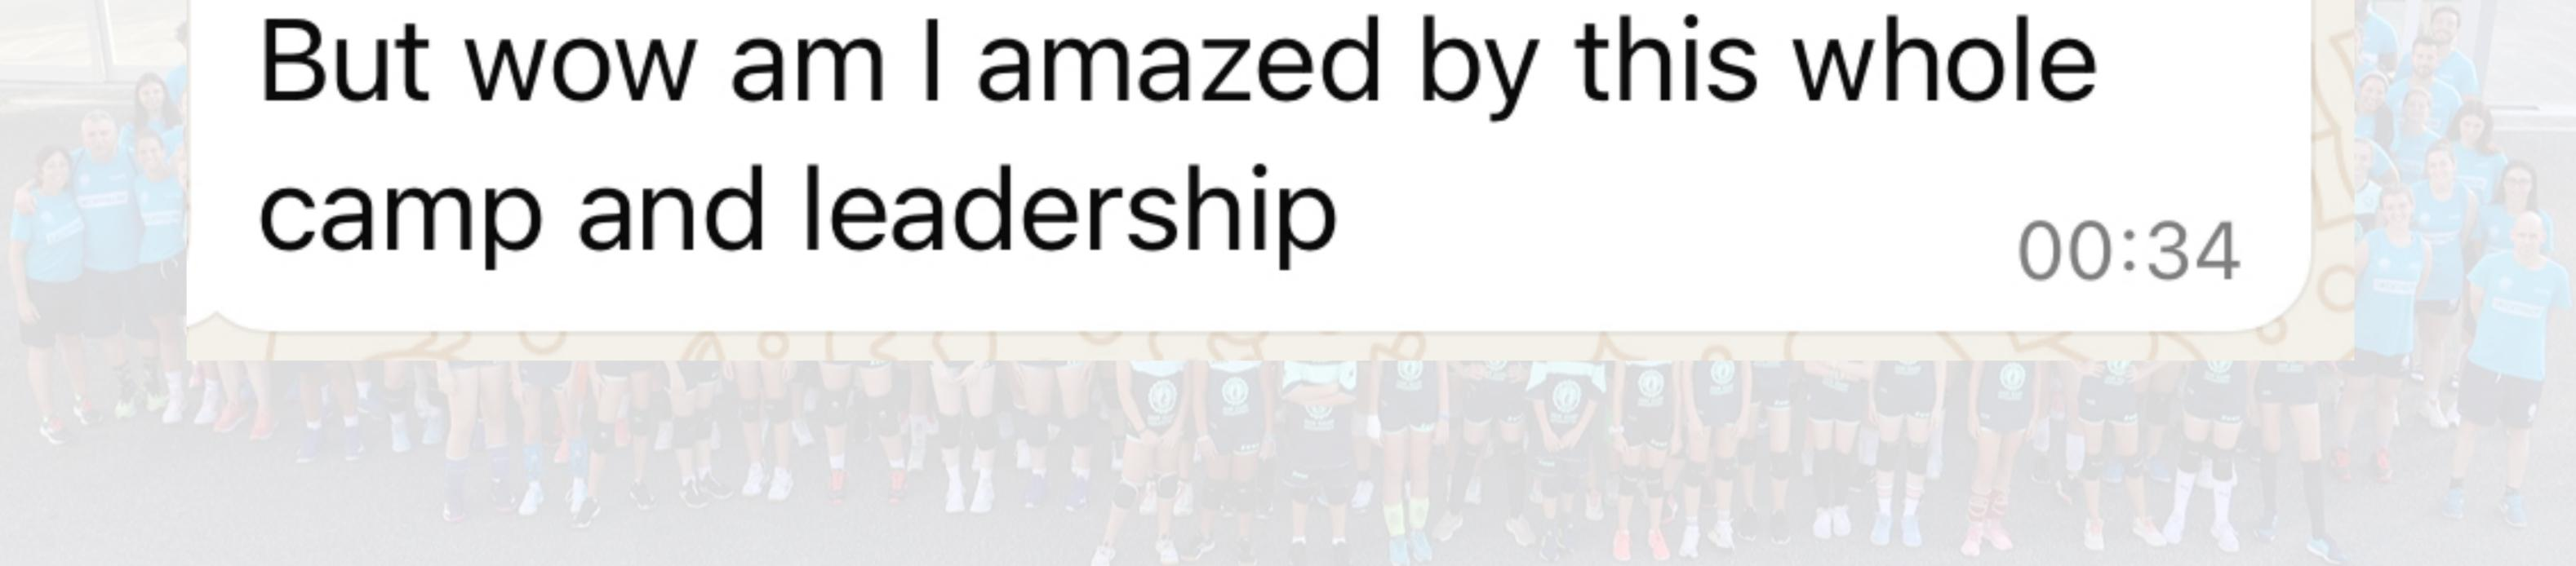 But wow am I amazed by this whole
camp and leadership
00:34